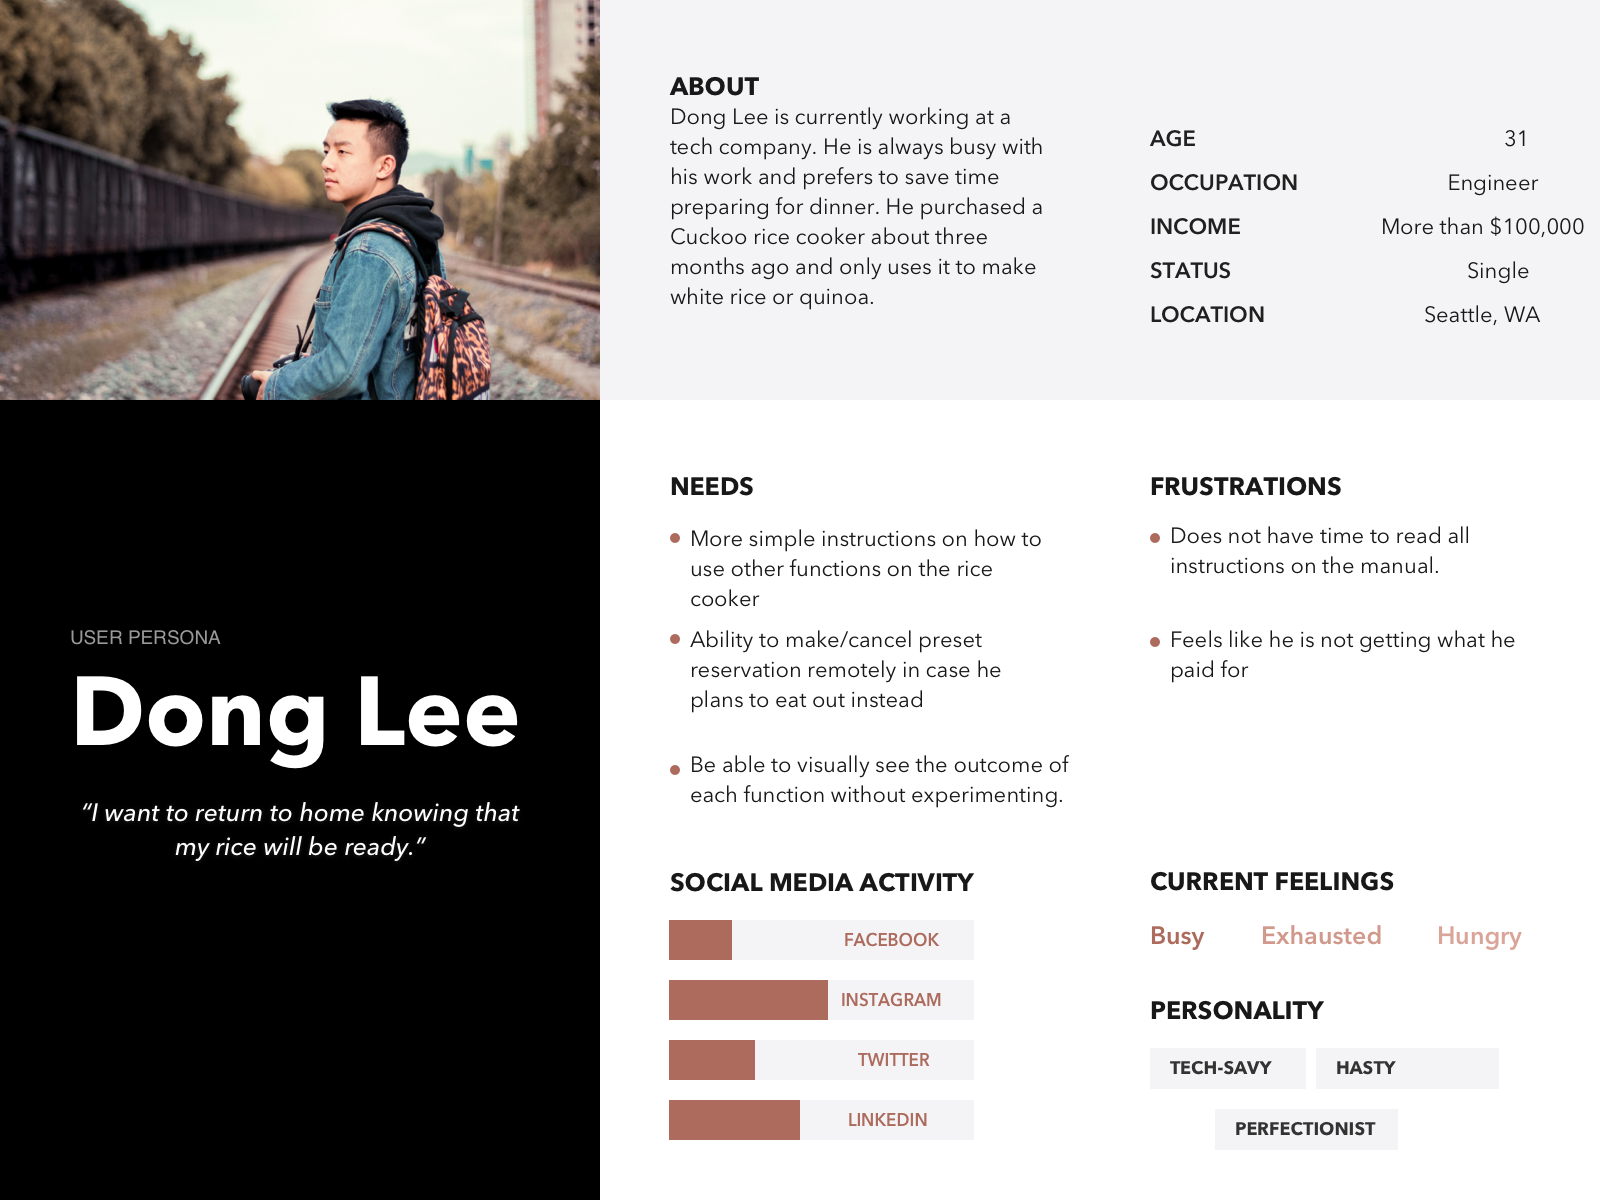 ABOUT
Dong Lee is currently working at a
tech company. He is always busy with
his work and prefers to save time
preparing for dinner. He purchased a
Cuckoo rice cooker about three
months ago and only uses it to make
white rice or quinoa.
AGE 31
OCCUPATION Engineer
INCOME More than $100,000
STATUS Single
LOCATION Seattle, WA
USER PERSONA
Dong Lee
“I want to return to home knowing that
my rice will be ready.”
NEEDS
More simple instructions on how to
use other functions on the rice
cooker
Ability to make/cancel preset
reservation remotely in case he
plans to eat out instead
Be able to visually see the outcome of
each function without experimenting.
FRUSTRATIONS
Does not have time to read all
instructions on the manual.
Feels like he is not getting what he
paid for
SOCIAL MEDIA ACTIVITY
FACEBOOK
INSTAGRAM
TWITTER
LINKEDIN
CURRENT FEELINGS
Busy Exhausted Hungry
PERSONALITY
TECH-SAVY HASTY
PERFECTIONIST